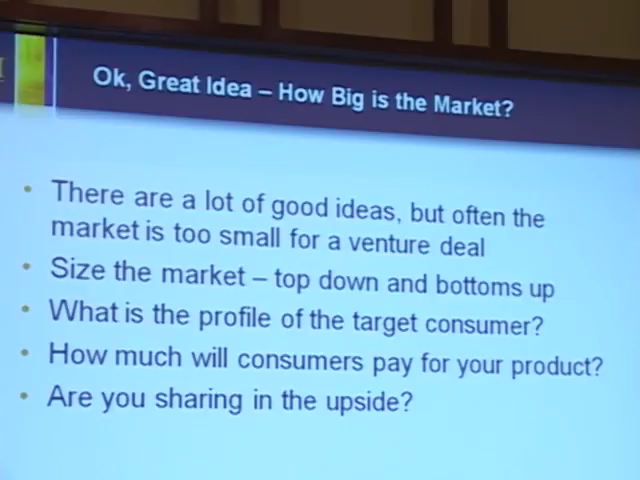 Ok, Great Idea – How Big is the Market?
• There are a lot of good ideas, but often the
market is too small for a venture deal
• Size the market – top down and bottoms up
• What is the profile of the target consumer?
• How much will consumers pay for your product?
• Are you sharing in the upside?